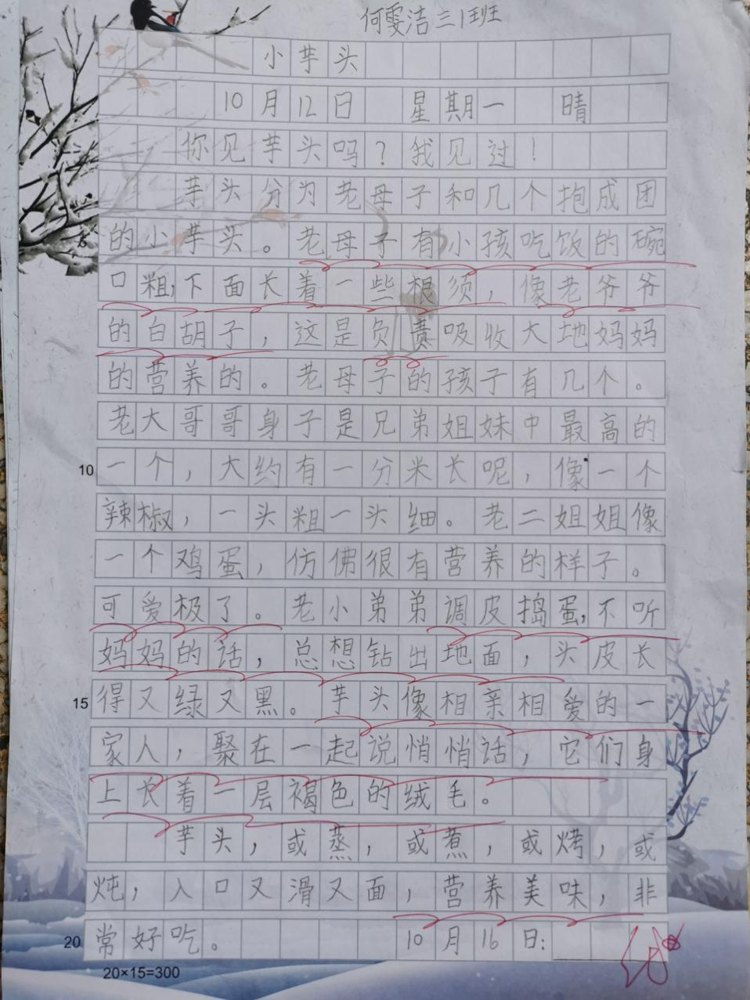 何雯洁三1班
小芋头
10月12日 星期一 晴
你见芋头吗？我见过！
芋头分为老母子和几个抱成团
的小芋头。老母子有小孩吃饭的碗
口粗，下面长着一些根须，像老爷爷
的白胡子，这是负责吸收大地妈妈
的营养的。老母子的孩子有几个。
老大哥哥身子是兄弟姐妹中最高的
10 一个，大约有一分米长呢，像一个
辣椒，一头粗一头细。老二姐姐像
一个鸡蛋，仿佛很有营养的样子。
可爱极了。老小弟弟调皮捣蛋，不听
妈妈的话，总想钻出地面，头皮长
15 得又绿又黑。芋头像相亲相爱的一
家人，聚在一起说悄悄话，它们身
上长着一层褐色的绒毛。
芋头，或蒸，或煮，或烤，或
炖，入口又滑又面，营养美味，非
20 常好吃。 10月16日：
20×15=300